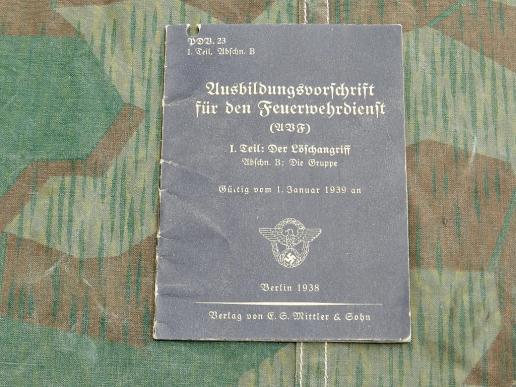 PDV. 23
I. Teil, Abschn. B
Ausbildungsvorschrift
für den Feuerwehrdienst
(AVF)
I. Teil: Der Löschangriff
Abschn. B: Die Gruppe
Gültig vom 1. Januar 1939 an
Berlin 1938
Verlag von E. S. Mittler & Sohn